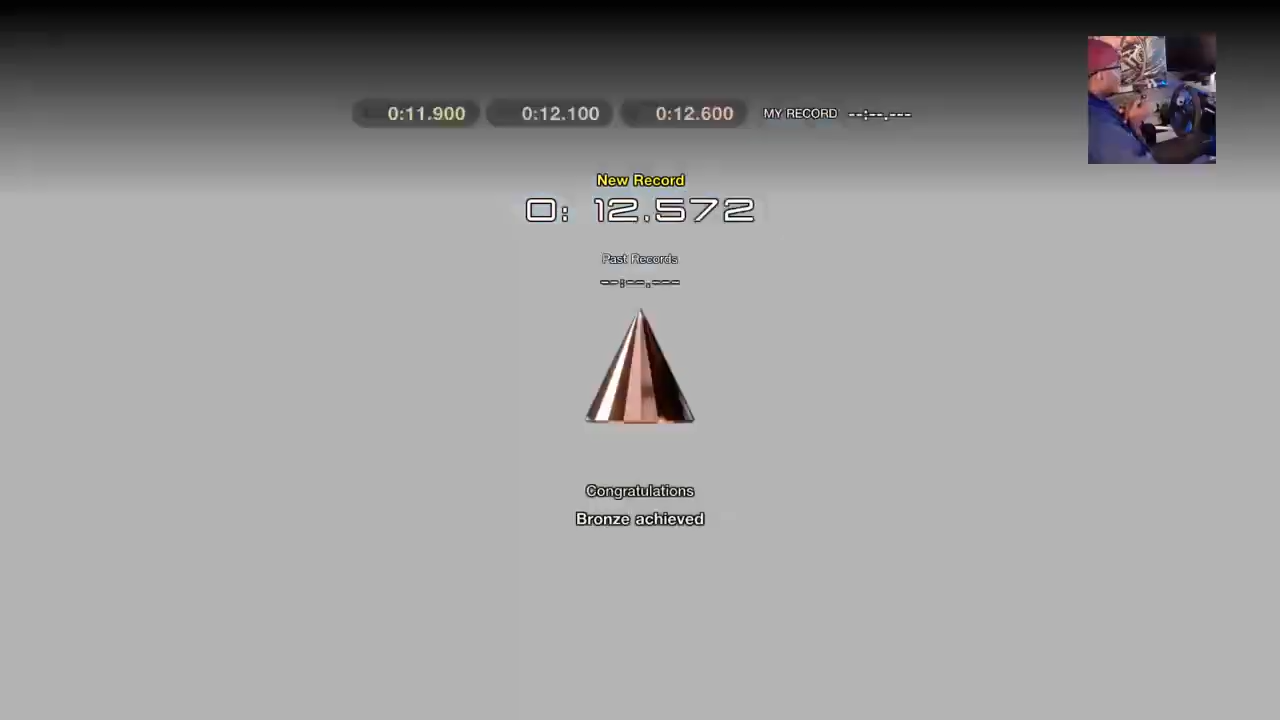 0:11.900 0:12.100 0:12.600 MY RECORD --:--.---
New Record
0: 12.572
Past Records
--:--.---
Congratulations
Bronze achieved